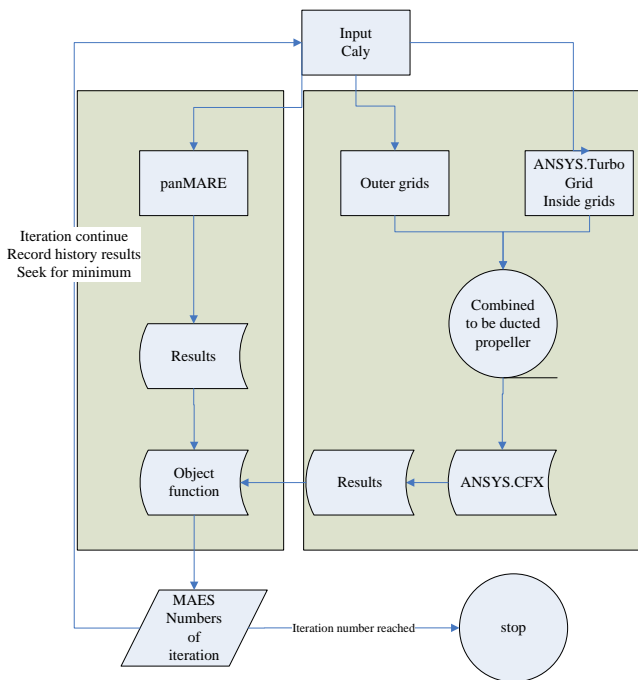 Input
Caly
panMARE
Outer grids
ANSYS.Turbo
Grid
Inside grids
Iteration continue
Record history results
Seek for minimum
Combined
to be ducted
propeller
Results
Object
function
Results
ANSYS.CFX
MAES
Numbers
of
iteration
Iteration number reached
stop